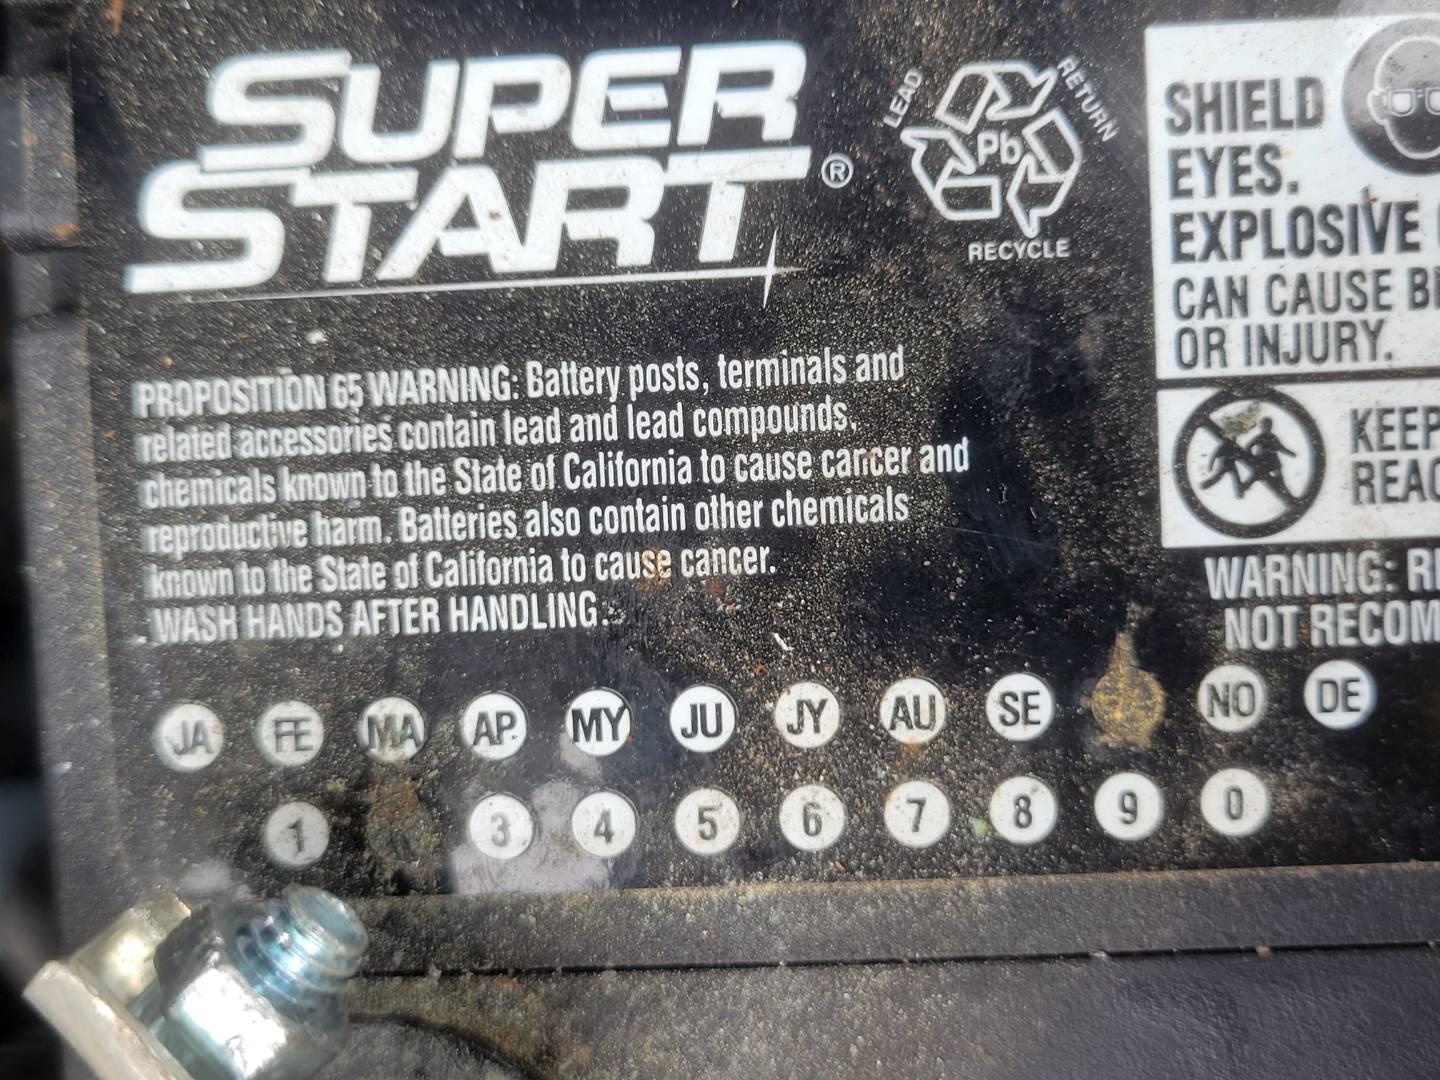 SUPER
START®
LEAD RETURN
Pb
RECYCLE
SHIELD
EYES.
EXPLOSIVE
CAN CAUSE
OR INJURY.
KEEP
WARNING:
NOT
PROPOSITION 65 WARNING: Battery posts, terminals and
related accessories contain lead and lead compounds,
chemicals known to the State of California to cause cancer and
reproductive harm. Batteries also contain other chemicals
known to the State of California to cause cancer.
WASH HANDS AFTER HANDLING.
JA FE MA AP MY JU JY AU SE NO DE
1 3 4 5 6 7 8 9 0